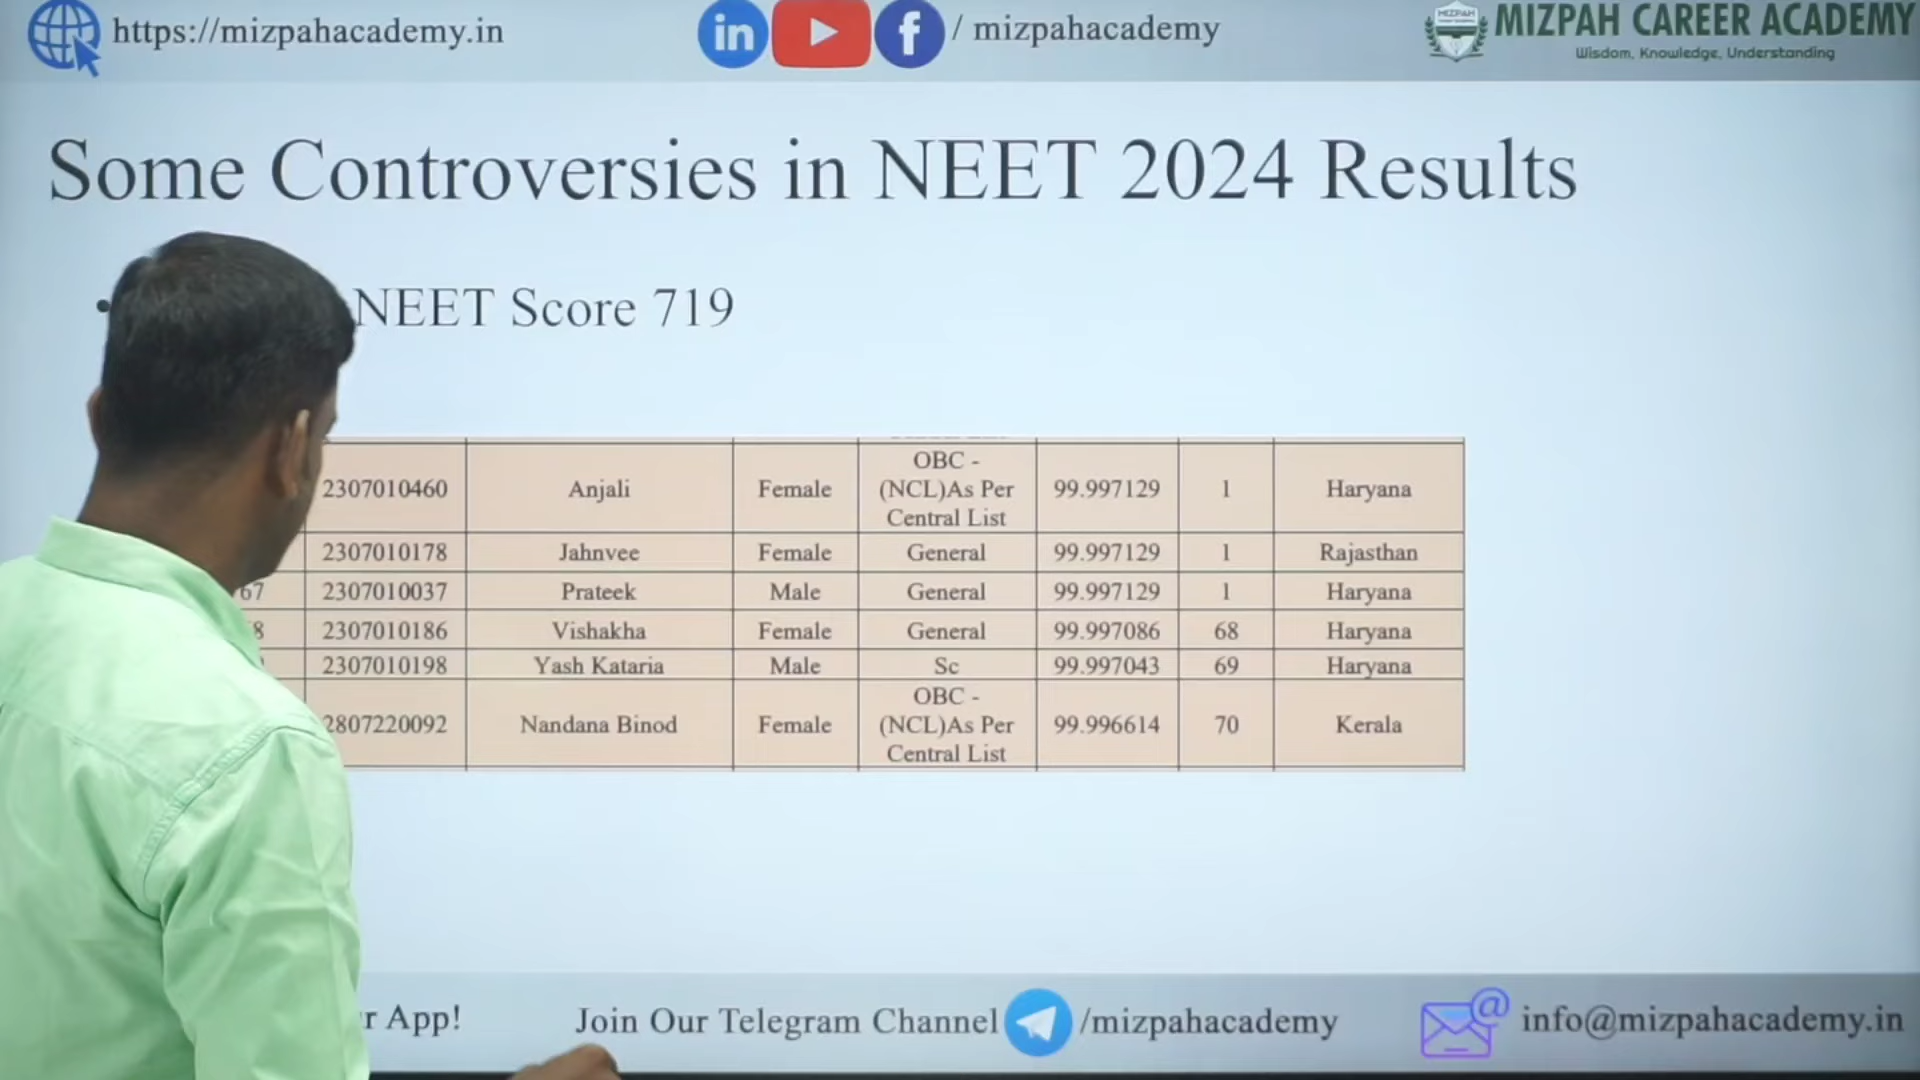 https://mizpahacademy.in
in f / mizpahacademy
MIZPAH
MIZPAH CAREER ACADEMY
Wisdom, Knowledge, Understanding
Some Controversies in NEET 2024 Results
• NEET Score 719
2307010460 Anjali Female OBC - (NCL)As Per Central List 99.997129 1 Haryana
2307010178 Jahnvee Female General 99.997129 1 Rajasthan
67 2307010037 Prateek Male General 99.997129 1 Haryana
8 2307010186 Vishakha Female General 99.997086 68 Haryana
2307010198 Yash Kataria Male Sc 99.997043 69 Haryana
2807220092 Nandana Binod Female OBC - (NCL)As Per Central List 99.996614 70 Kerala
r App!
Join Our Telegram Channel /mizpahacademy
@ info@mizpahacademy.in